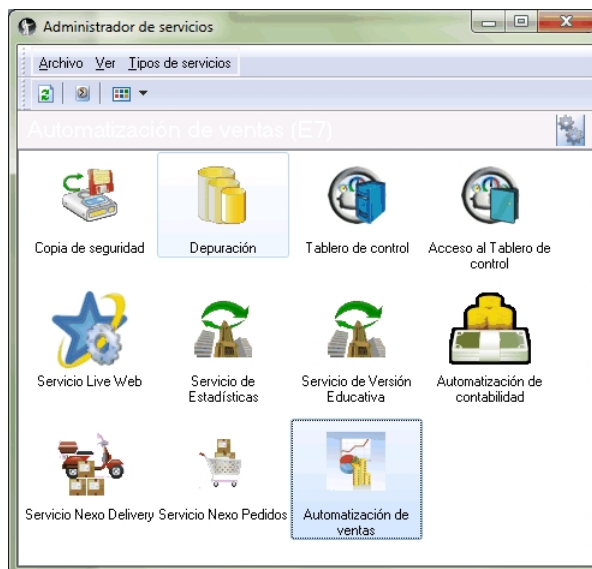 Administrador de servicios
Archivo Ver Tipos de servicios
Automatización de ventas (E7)
Copia de seguridad
Depuración
Tablero de control
Acceso al Tablero de
control
Servicio Live Web
Servicio de
Estadísticas
Servicio de Versión
Educativa
Automatización de
contabilidad
Servicio Nexo Delivery
Servicio Nexo Pedidos
Automatización de
ventas